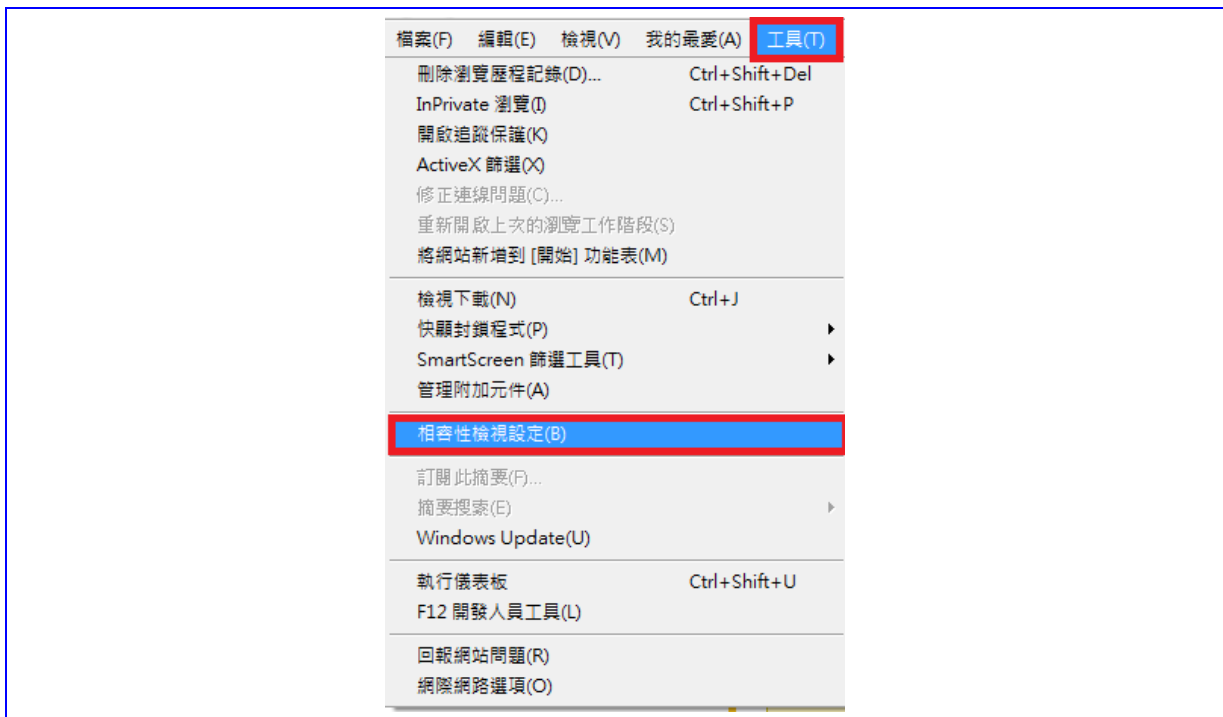 檔案(F) 編輯(E) 檢視(V) 我的最愛(A) 工具(T)
刪除瀏覽歷程記錄(D)... Ctrl+Shift+Del
InPrivate 瀏覽(I) Ctrl+Shift+P
開啟追蹤保護(K)
ActiveX 篩選(X)
修正連線問題(C)...
重新開啟上次的瀏覽工作階段(S)
將網站新增到 [開始] 功能表(M)
檢視下載(N) Ctrl+J
快顯封鎖程式(P)
SmartScreen 篩選工具(T)
管理附加元件(A)
相容性檢視設定(B)
訂閱此摘要(F)...
摘要搜索(E)
Windows Update(U)
執行儀表板 Ctrl+Shift+U
F12 開發人員工具(L)
回報網站問題(R)
網際網路選項(O)